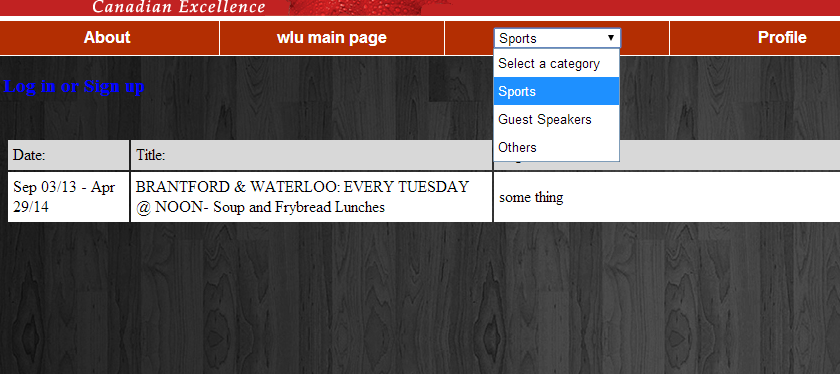 Canadian Excellence
About
wlu main page
Sports
Profile
Select a category
Sports
Guest Speakers
Others
Log in or Sign up
Date:
Title:
Sep 03/13 - Apr
29/14
BRANTFORD & WATERLOO: EVERY TUESDAY
@ NOON- Soup and Frybread Lunches
some thing